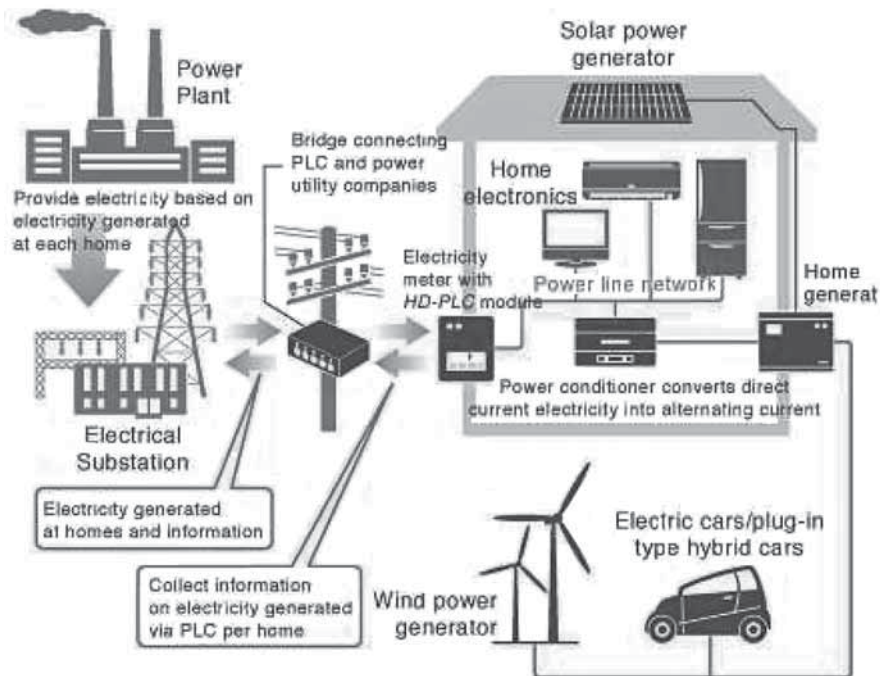 Power
Plant
Provide electricity based on
electricity generated
at each home
Bridge connecting
PLC and power
utility companies
Solar power
generator
Home
electronics
Electricity
meter with
HD-PLC module
Power line network
Home
generat
Power conditioner converts direct
current electricity into alternating current
Electrical
Substation
Electricity generated
at homes and information
Collect information
on electricity generated
via PLC per home
Wind power
generator
Electric cars/plug-in
type hybrid cars